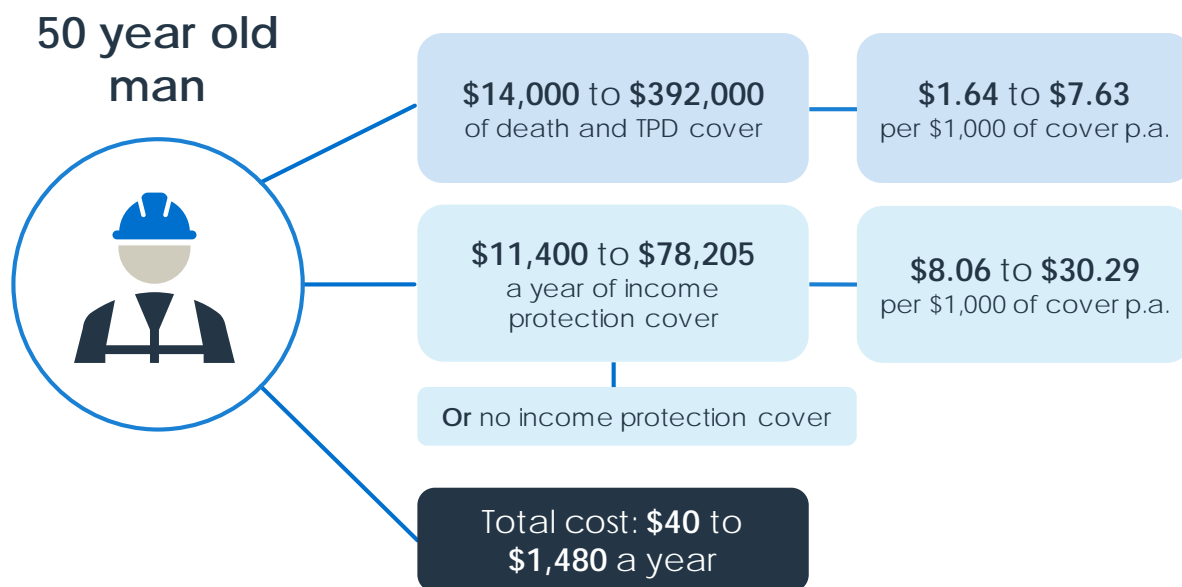 50 year old
man
$14,000 to $392,000
of death and TPD cover
$1.64 to $7.63
per $1,000 of cover p.a.
$11,400 to $78,205
a year of income
protection cover
$8.06 to $30.29
per $1,000 of cover p.a.
Or no income protection cover
Total cost: $40 to
$1,480 a year